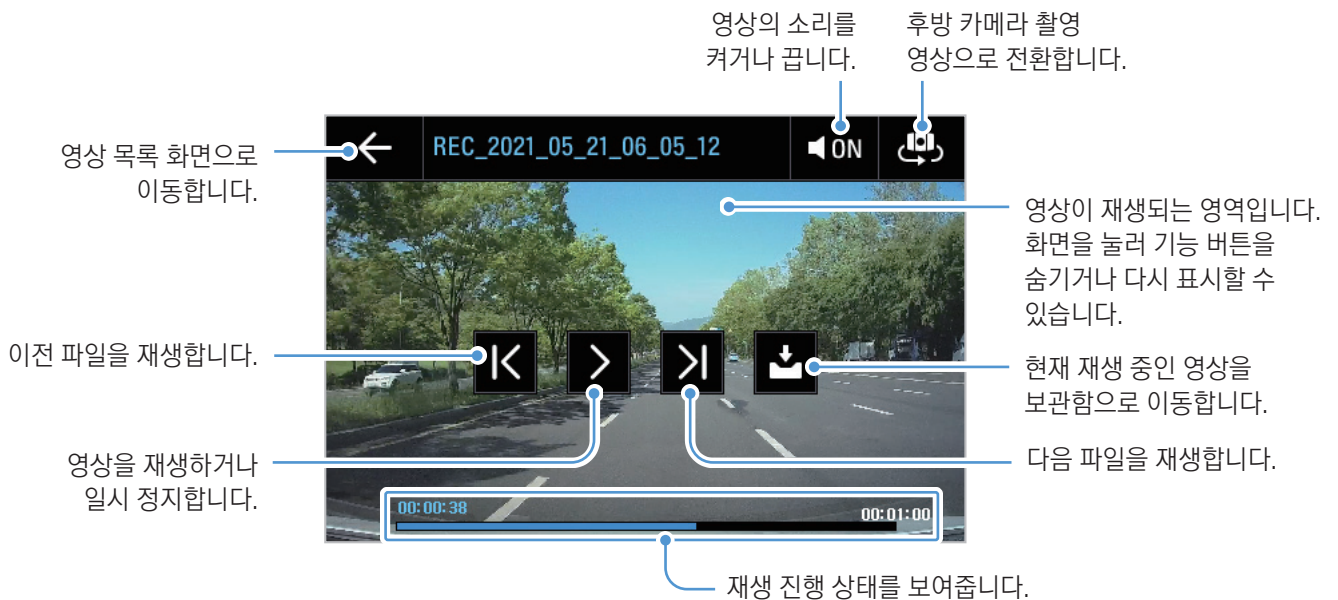 영상의 소리를
켜거나 끕니다.
후방 카메라 촬영
영상으로 전환합니다.
영상 목록 화면으로
이동합니다.
REC_2021_05_21_06_05_12
ON
영상이 재생되는 영역입니다.
화면을 눌러 기능 버튼을
숨기거나 다시 표시할 수
있습니다.
이전 파일을 재생합니다.
현재 재생 중인 영상을
보관함으로 이동합니다.
영상을 재생하거나
일시 정지합니다.
다음 파일을 재생합니다.
00:00:38
00:01:00
재생 진행 상태를 보여줍니다.